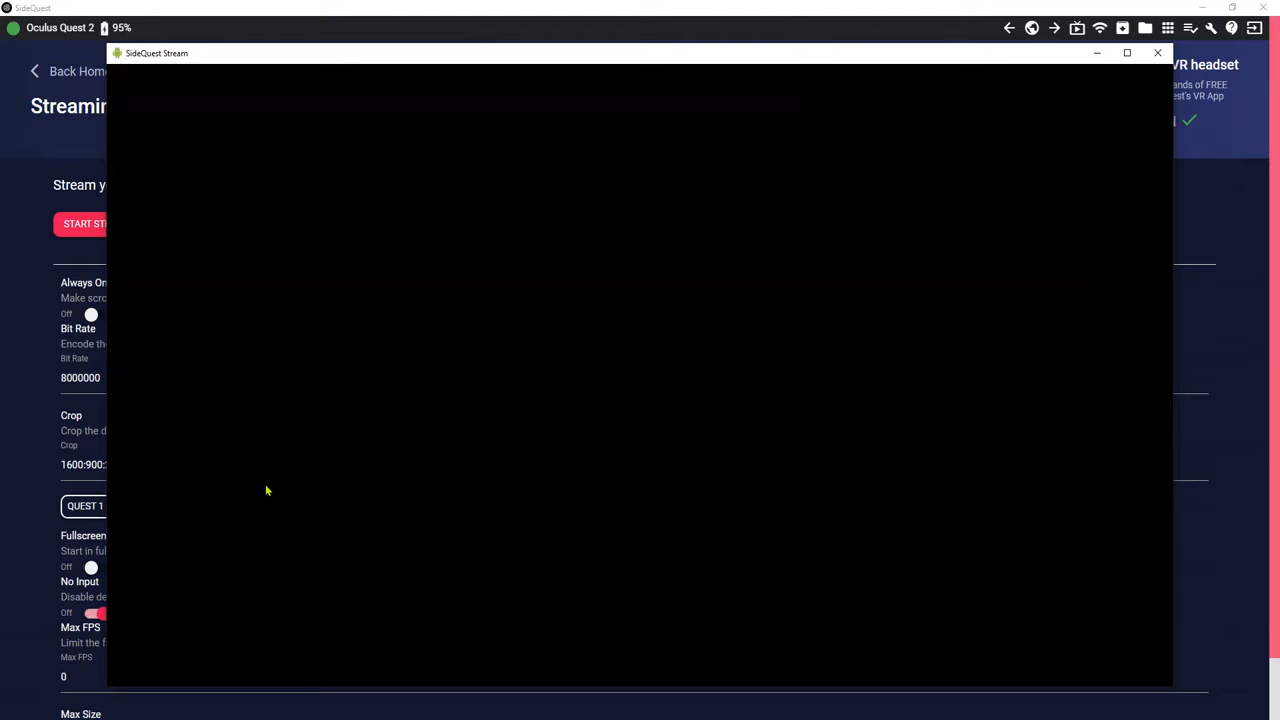 SideQuest
Oculus Quest 2 95%
SideQuest Stream
Back Hom
VR headset
Streamin
ands of FREE
est's VR App
Stream y
START ST
Always On
Make scrc
Off
Bit Rate
Encode the
Bit Rate
8000000
Crop
Crop the d
Crop
1600:900:
QUEST 1
Fullscreen
Start in ful
Off
No Input
Disable de
Off
Max FPS
Limit the f
Max FPS
0
Max Size